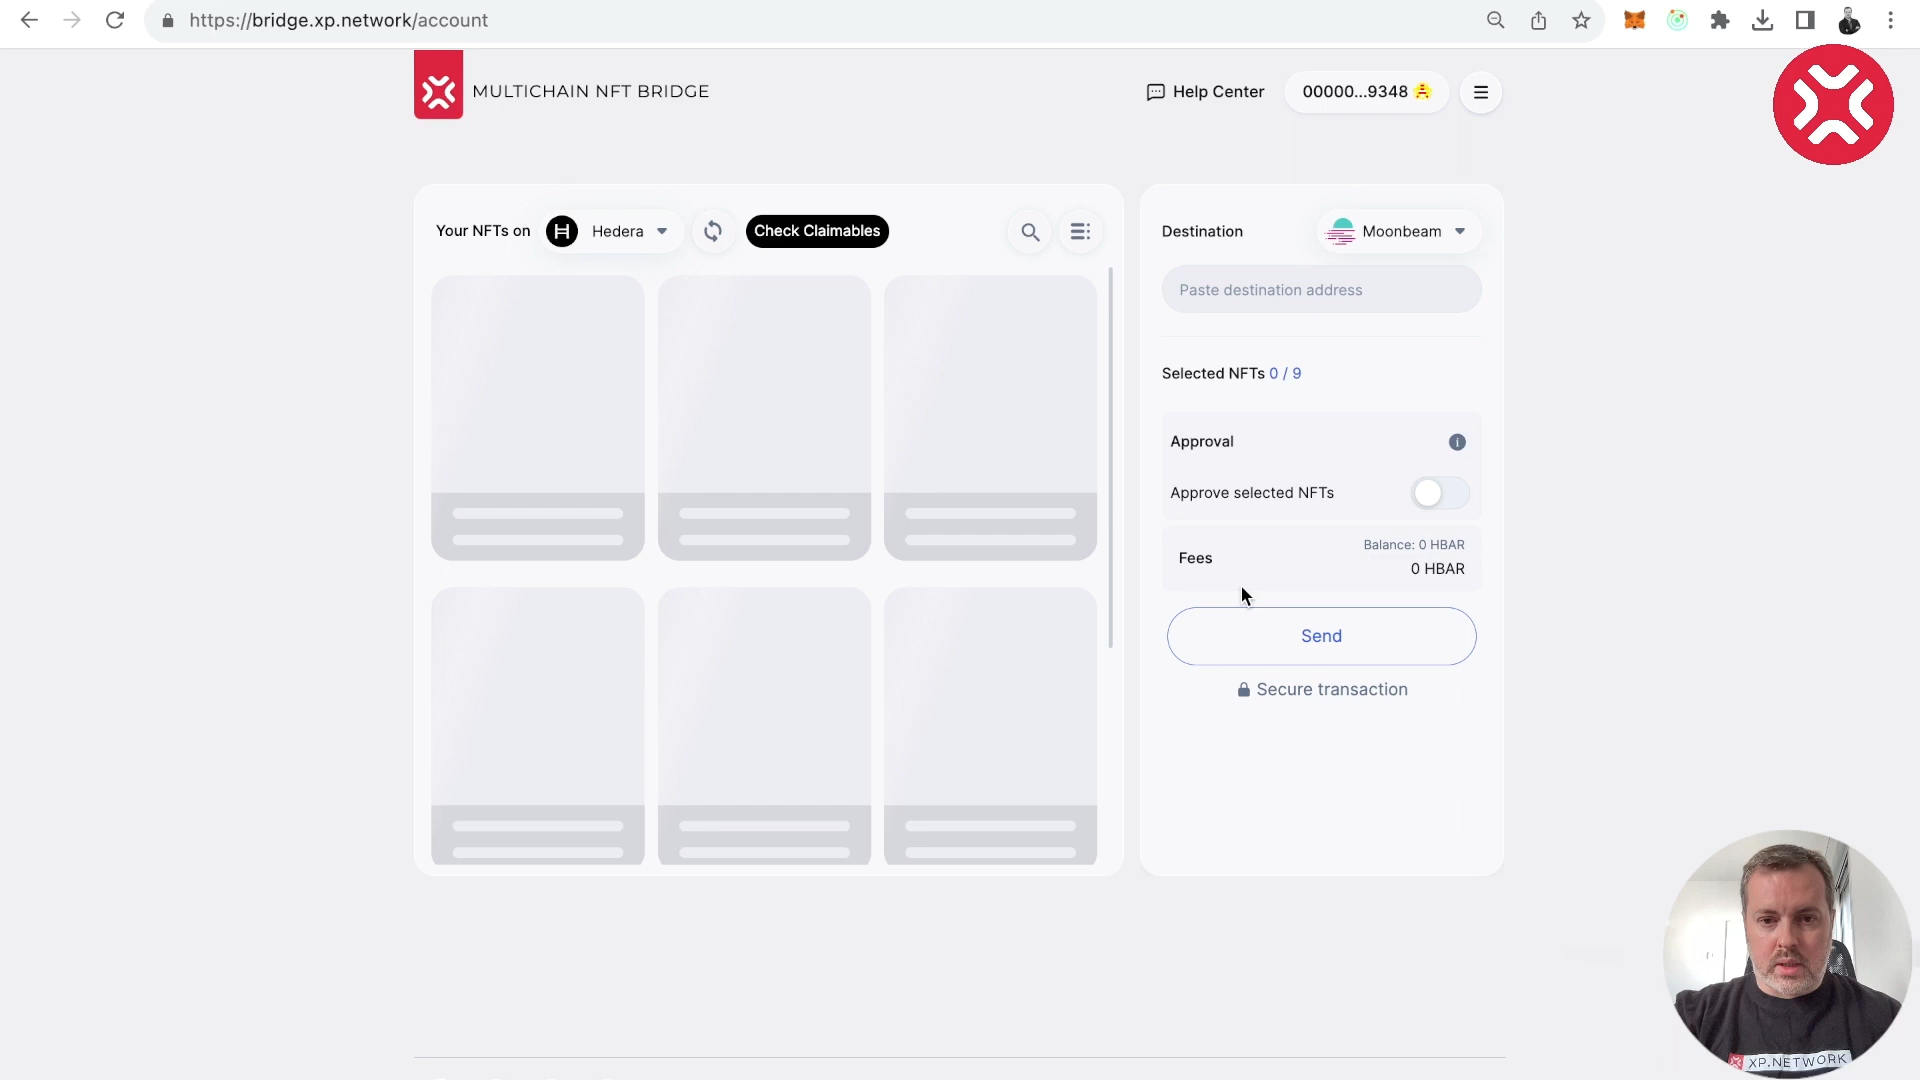 https://bridge.xp.network/account
MULTICHAIN NFT BRIDGE
Help Center
00000...9348
Your NFTs on
Hedera
Check Claimables
Destination
Moonbeam
Paste destination address
Selected NFTs 0 / 9
Approval
Approve selected NFTs
Balance: 0 HBAR
Fees
0 HBAR
Send
Secure transaction
XP.NETWORK